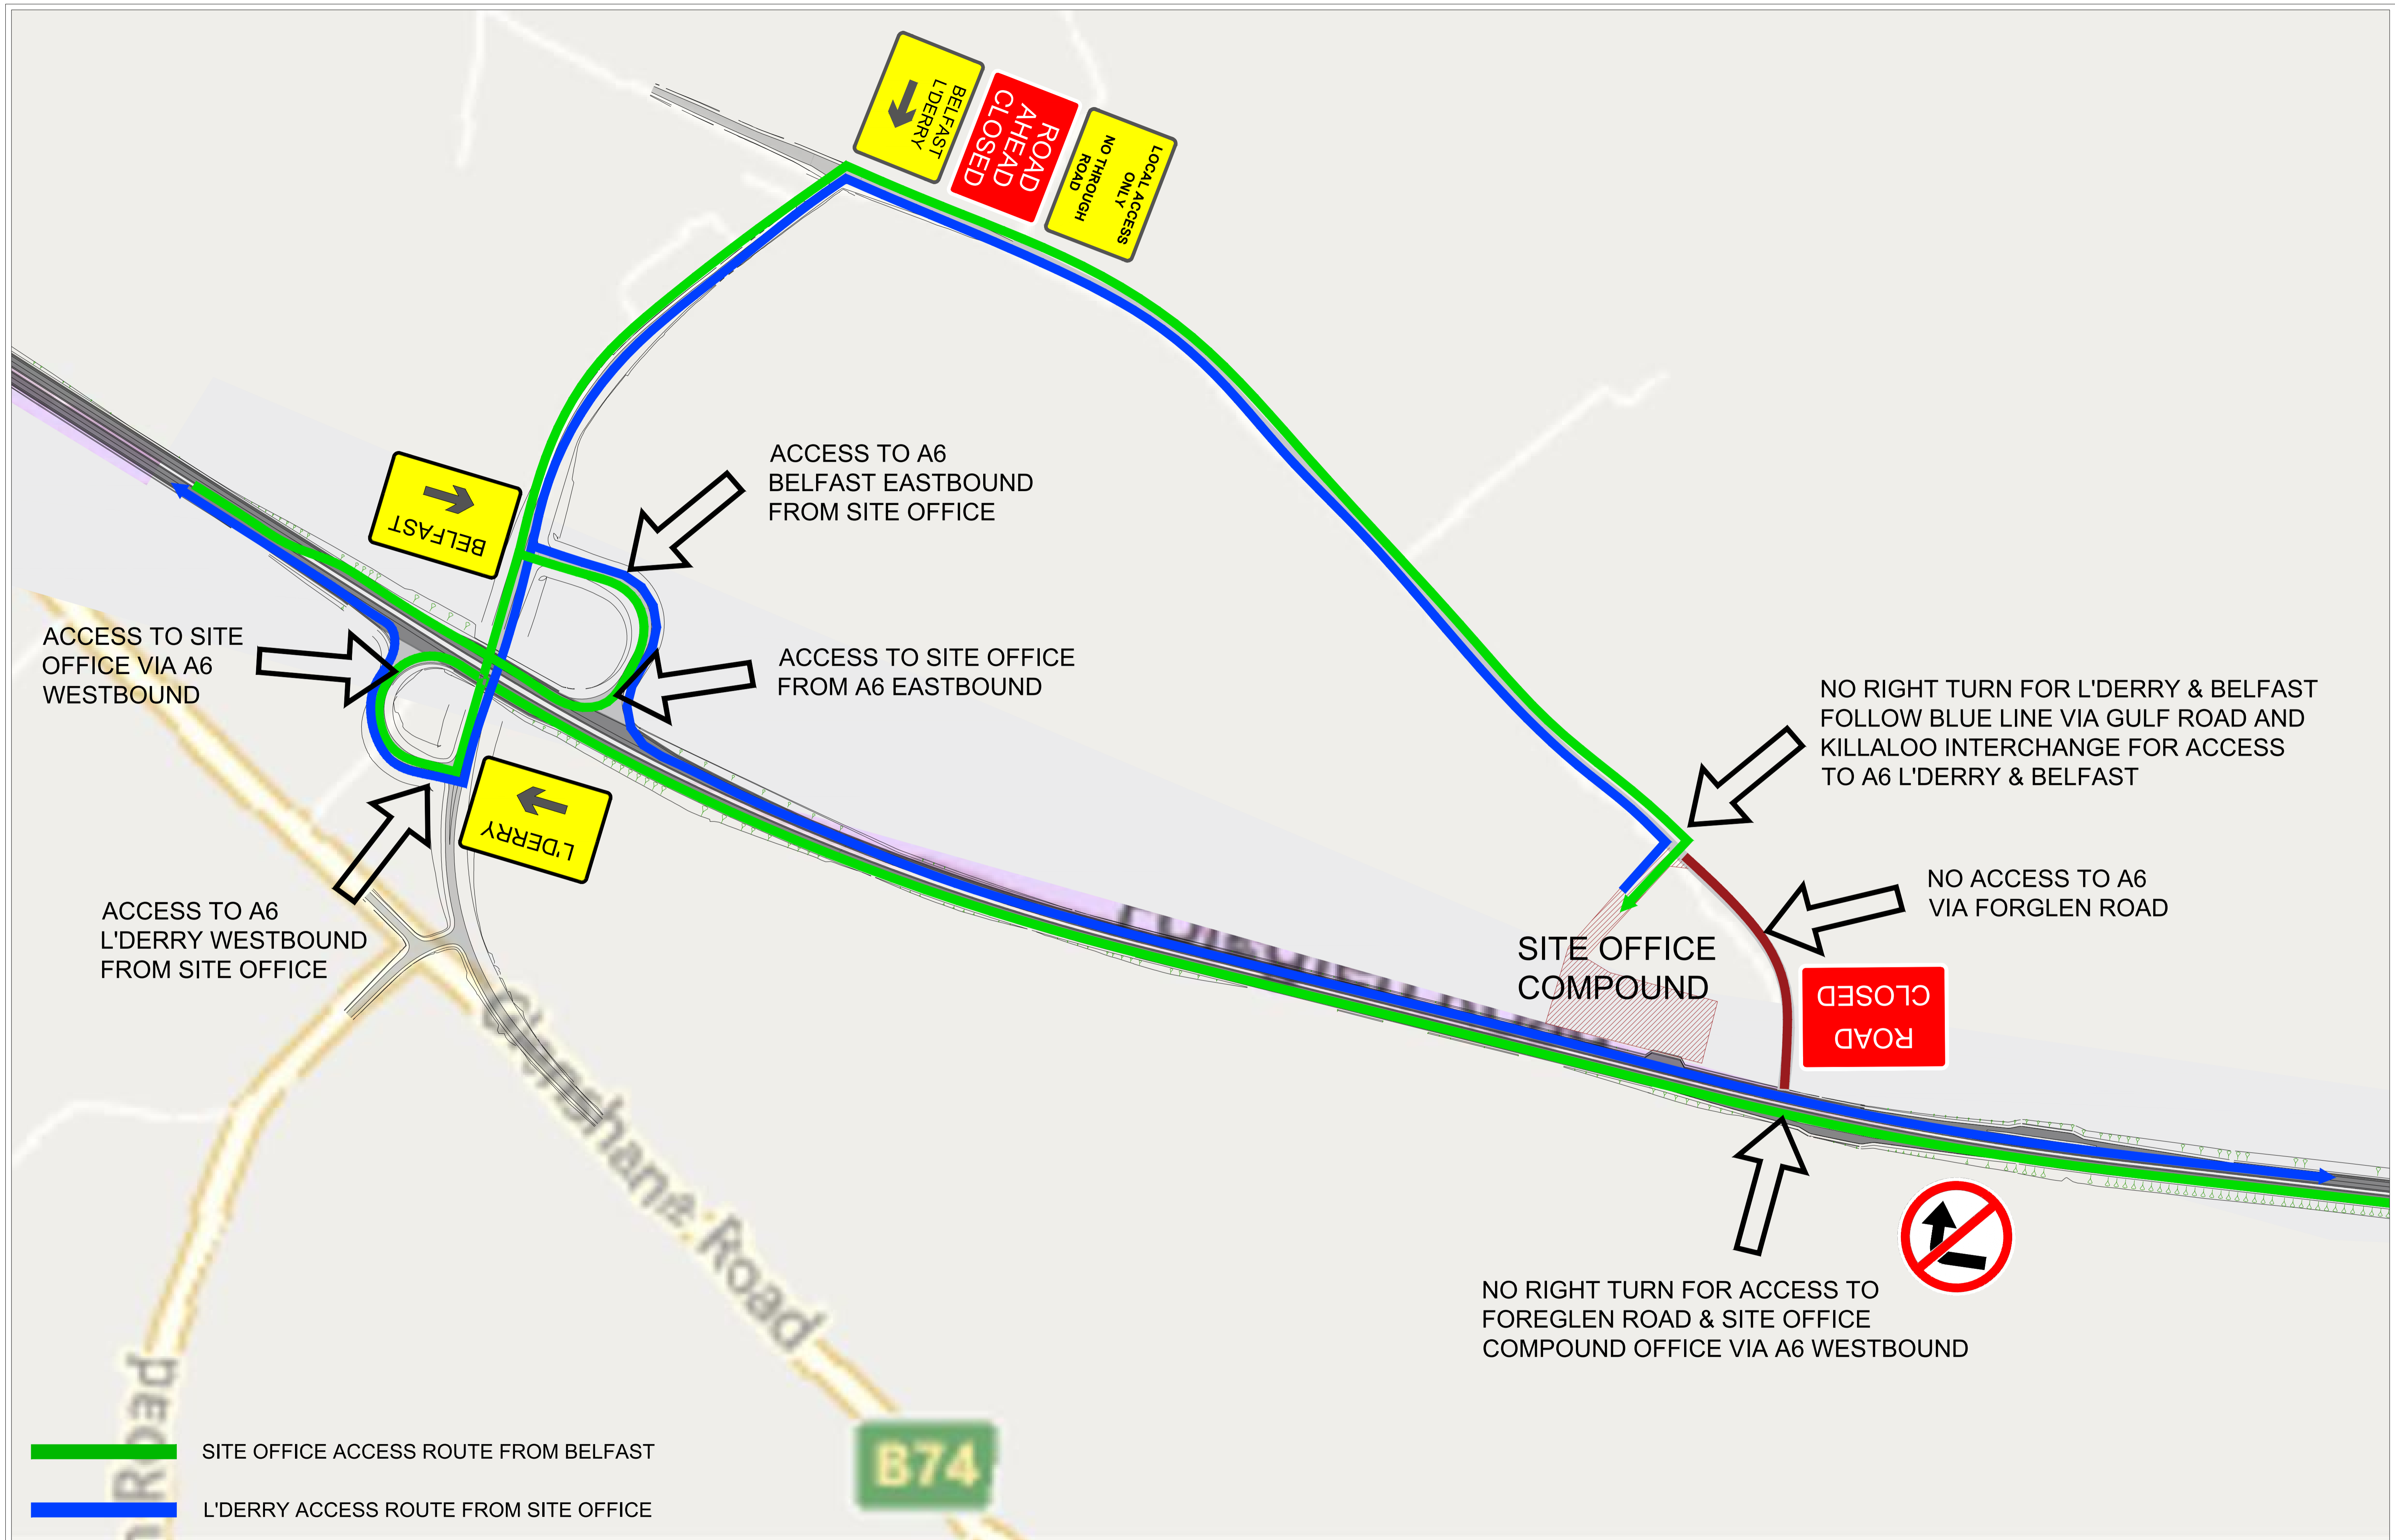 BELFAST
L'DERRY
ROAD
AHEAD
CLOSED
LOCAL ACCESS
ONLY
NO THROUGH
ROAD
BELFAST
ACCESS TO A6
BELFAST EASTBOUND
FROM SITE OFFICE
ACCESS TO SITE
OFFICE VIA A6
WESTBOUND
ACCESS TO SITE OFFICE
FROM A6 EASTBOUND
NO RIGHT TURN FOR L'DERRY & BELFAST
FOLLOW BLUE LINE VIA GULF ROAD AND
KILLALOO INTERCHANGE FOR ACCESS
TO A6 L'DERRY & BELFAST
L'DERRY
ACCESS TO A6
L'DERRY WESTBOUND
FROM SITE OFFICE
NO ACCESS TO A6
VIA FORGLEN ROAD
SITE OFFICE
COMPOUND
ROAD
CLOSED
Glenshane Road
NO RIGHT TURN FOR ACCESS TO
FOREGLEN ROAD & SITE OFFICE
COMPOUND OFFICE VIA A6 WESTBOUND
Road
B74
SITE OFFICE ACCESS ROUTE FROM BELFAST
L'DERRY ACCESS ROUTE FROM SITE OFFICE